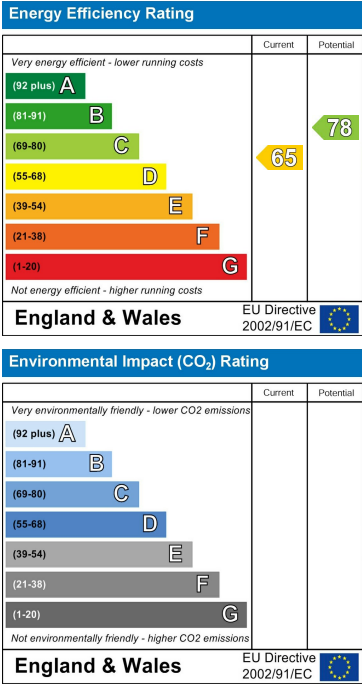 Energy Efficiency Rating
Current Potential
Very energy efficient - lower running costs
(92 plus) A
(81-91) B
(69-80) C
(55-68) D
(39-54) E
(21-38) F
(1-20) G
65
78
Not energy efficient - higher running costs
England & Wales
EU Directive
2002/91/EC
Environmental Impact (CO₂) Rating
Current Potential
Very environmentally friendly - lower CO2 emissions
(92 plus) A
(81-91) B
(69-80) C
(55-68) D
(39-54) E
(21-38) F
(1-20) G
Not environmentally friendly - higher CO2 emissions
England & Wales
EU Directive
2002/91/EC